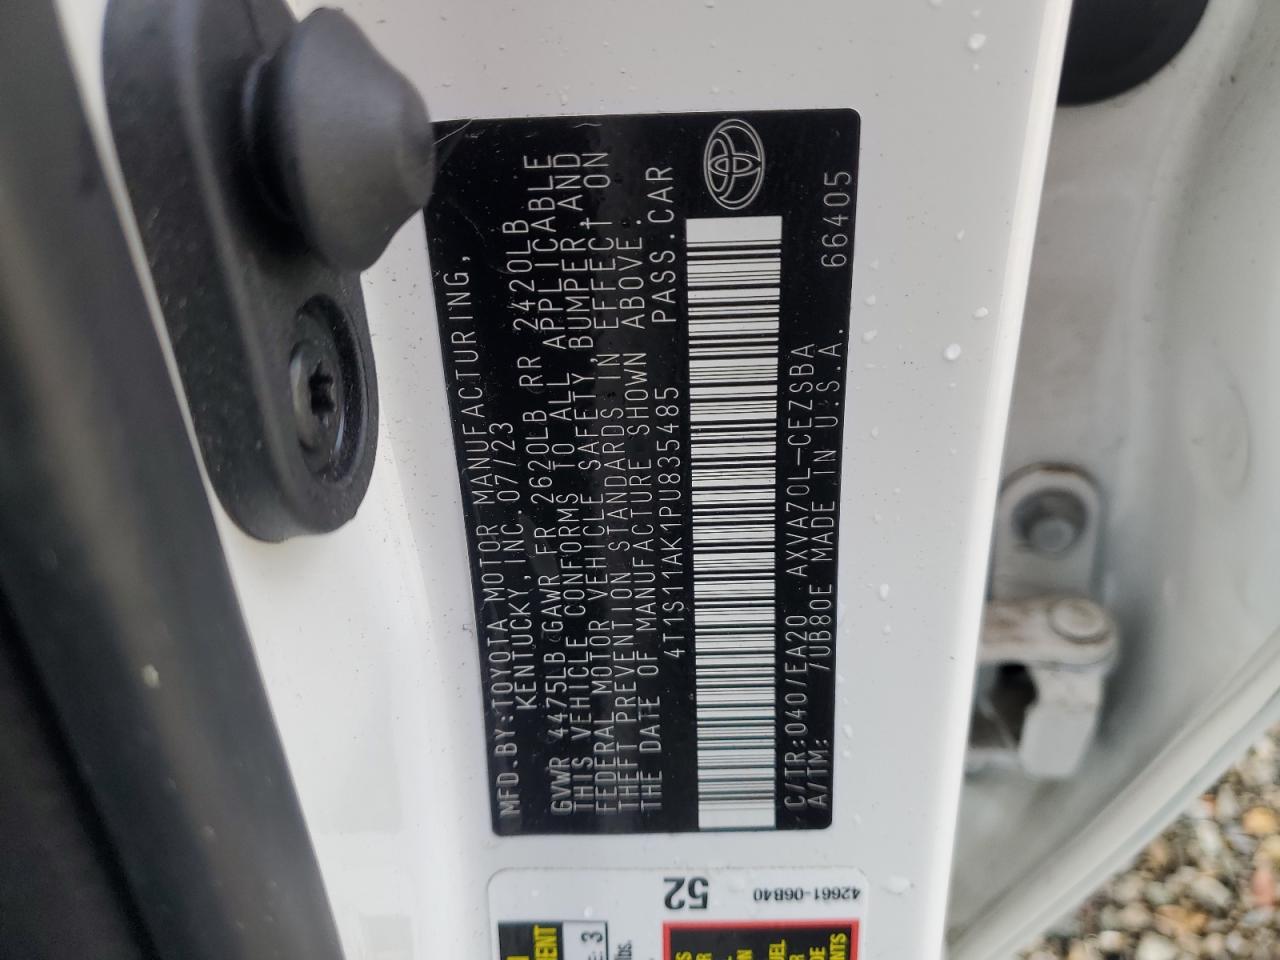 MFD.BY:TOYOTA MOTOR MANUFACTURING,
KENTUCKY,INC.07/23
GVWR 4475LB GAWR FR 2620LB RR 2420LB
THIS VEHICLE CONFORMS TO ALL APPLICABLE
FEDERAL MOTOR VEHICLE SAFETY,BUMPER,AND
THEFT PREVENTION STANDARDS IN EFFECT ON
THE DATE OF MANUFACTURE SHOWN ABOVE.
4T1S11AK1PU835485 PASS.CAR
C/TR:040/EA20 AXVA70L-CEZSBA
A/TM: /UB80E MADE IN U.S.A. 66405
52
42661-06B40